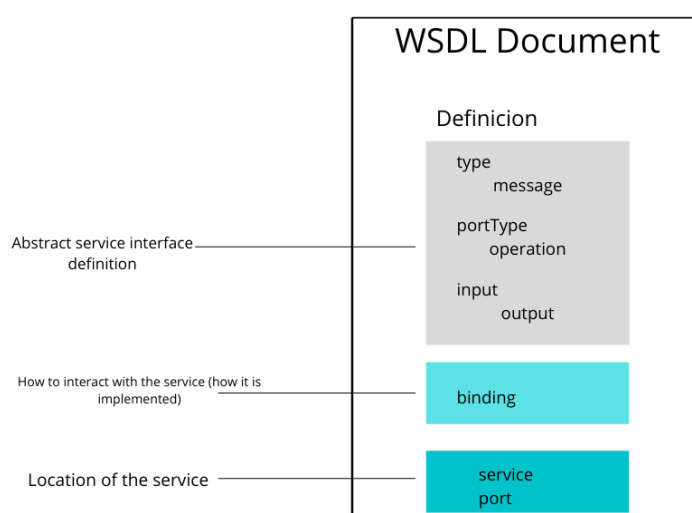 WSDL Document
Definicion
type
message
portType
operation
input
output
Abstract service interface
definition
How to interact with the service (how it is
implemented)
binding
Location of the service
service
port